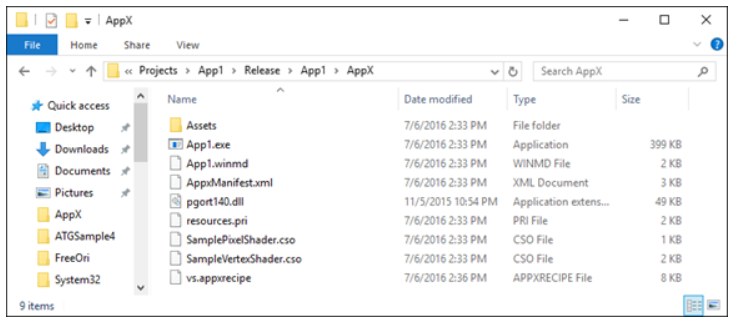 AppX
File Home Share View
« Projects > App1 > Release > App1 > AppX Search AppX
Quick access
Desktop
Downloads
Documents
Pictures
AppX
ATGSample4
FreeOri
System32
Name Date modified Type Size
Assets 7/6/2016 2:33 PM File folder
App1.exe 7/6/2016 2:33 PM Application 399 KB
App1.winmd 7/6/2016 2:33 PM WINMD File 2 KB
AppxManifest.xml 7/6/2016 2:33 PM XML Document 3 KB
pgort140.dll 11/5/2015 10:54 PM Application extens... 49 KB
resources.pri 7/6/2016 2:33 PM PRI File 2 KB
SamplePixelShader.cso 7/6/2016 2:33 PM CSO File 1 KB
SampleVertexShader.cso 7/6/2016 2:33 PM CSO File 2 KB
vs.appxrecipe 7/6/2016 2:36 PM APPXRECIPE File 8 KB
9 items